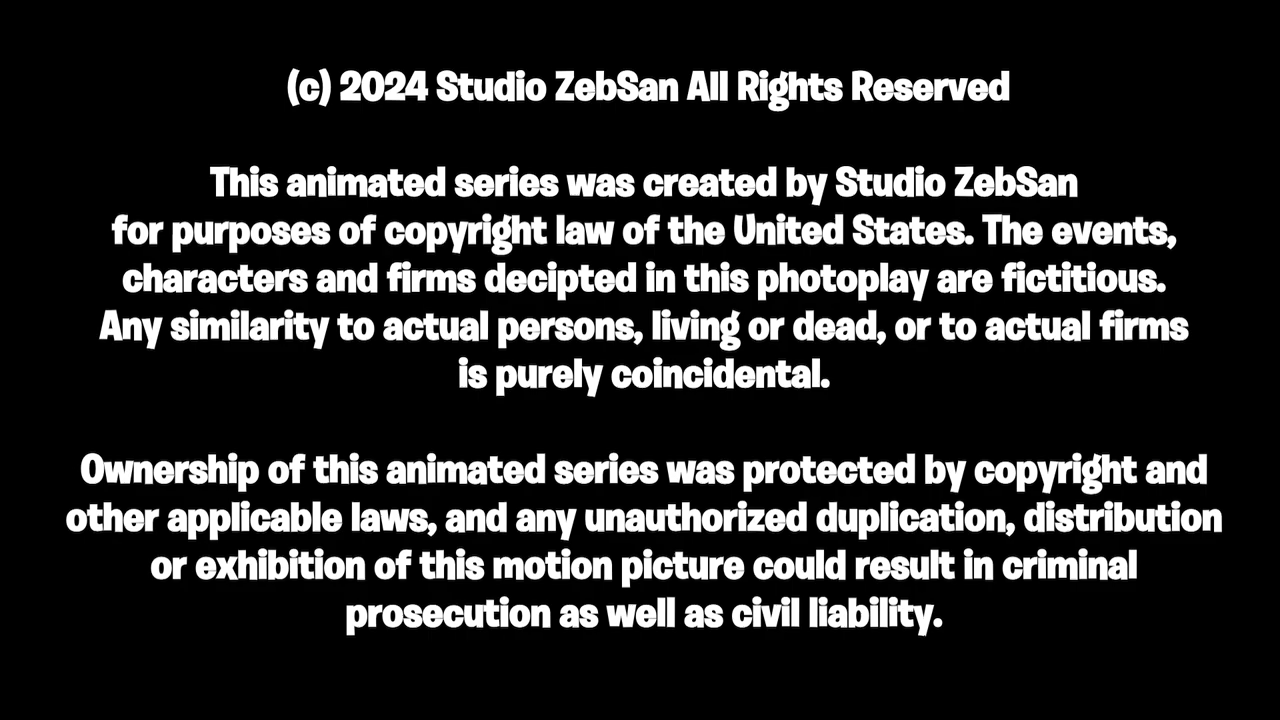 (c) 2024 Studio ZebSan All Rights Reserved
This animated series was created by Studio ZebSan
for purposes of copyright law of the United States. The events,
characters and firms decipted in this photoplay are fictitious.
Any similarity to actual persons, living or dead, or to actual firms
is purely coincidental.
Ownership of this animated series was protected by copyright and
other applicable laws, and any unauthorized duplication, distribution
or exhibition of this motion picture could result in criminal
prosecution as well as civil liability.